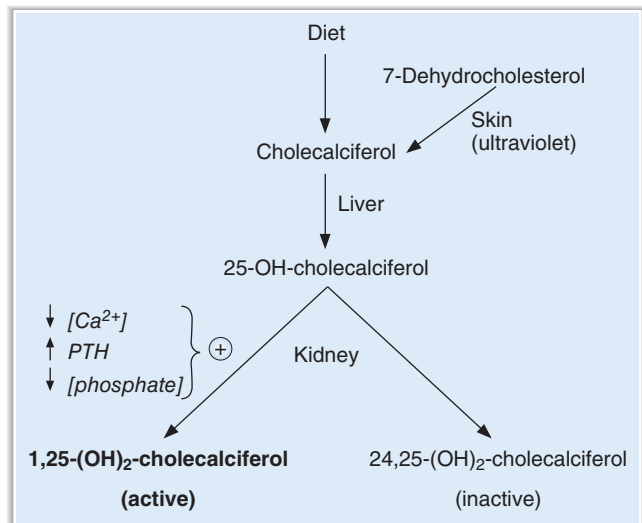 Diet
7-Dehydrocholesterol
Skin
(ultraviolet)
Cholecalciferol
Liver
25-OH-cholecalciferol
↓ [Ca²⁺]
↑ PTH
↓ [phosphate]
+
Kidney
1,25-(OH)₂-cholecalciferol
(active)
24,25-(OH)₂-cholecalciferol
(inactive)